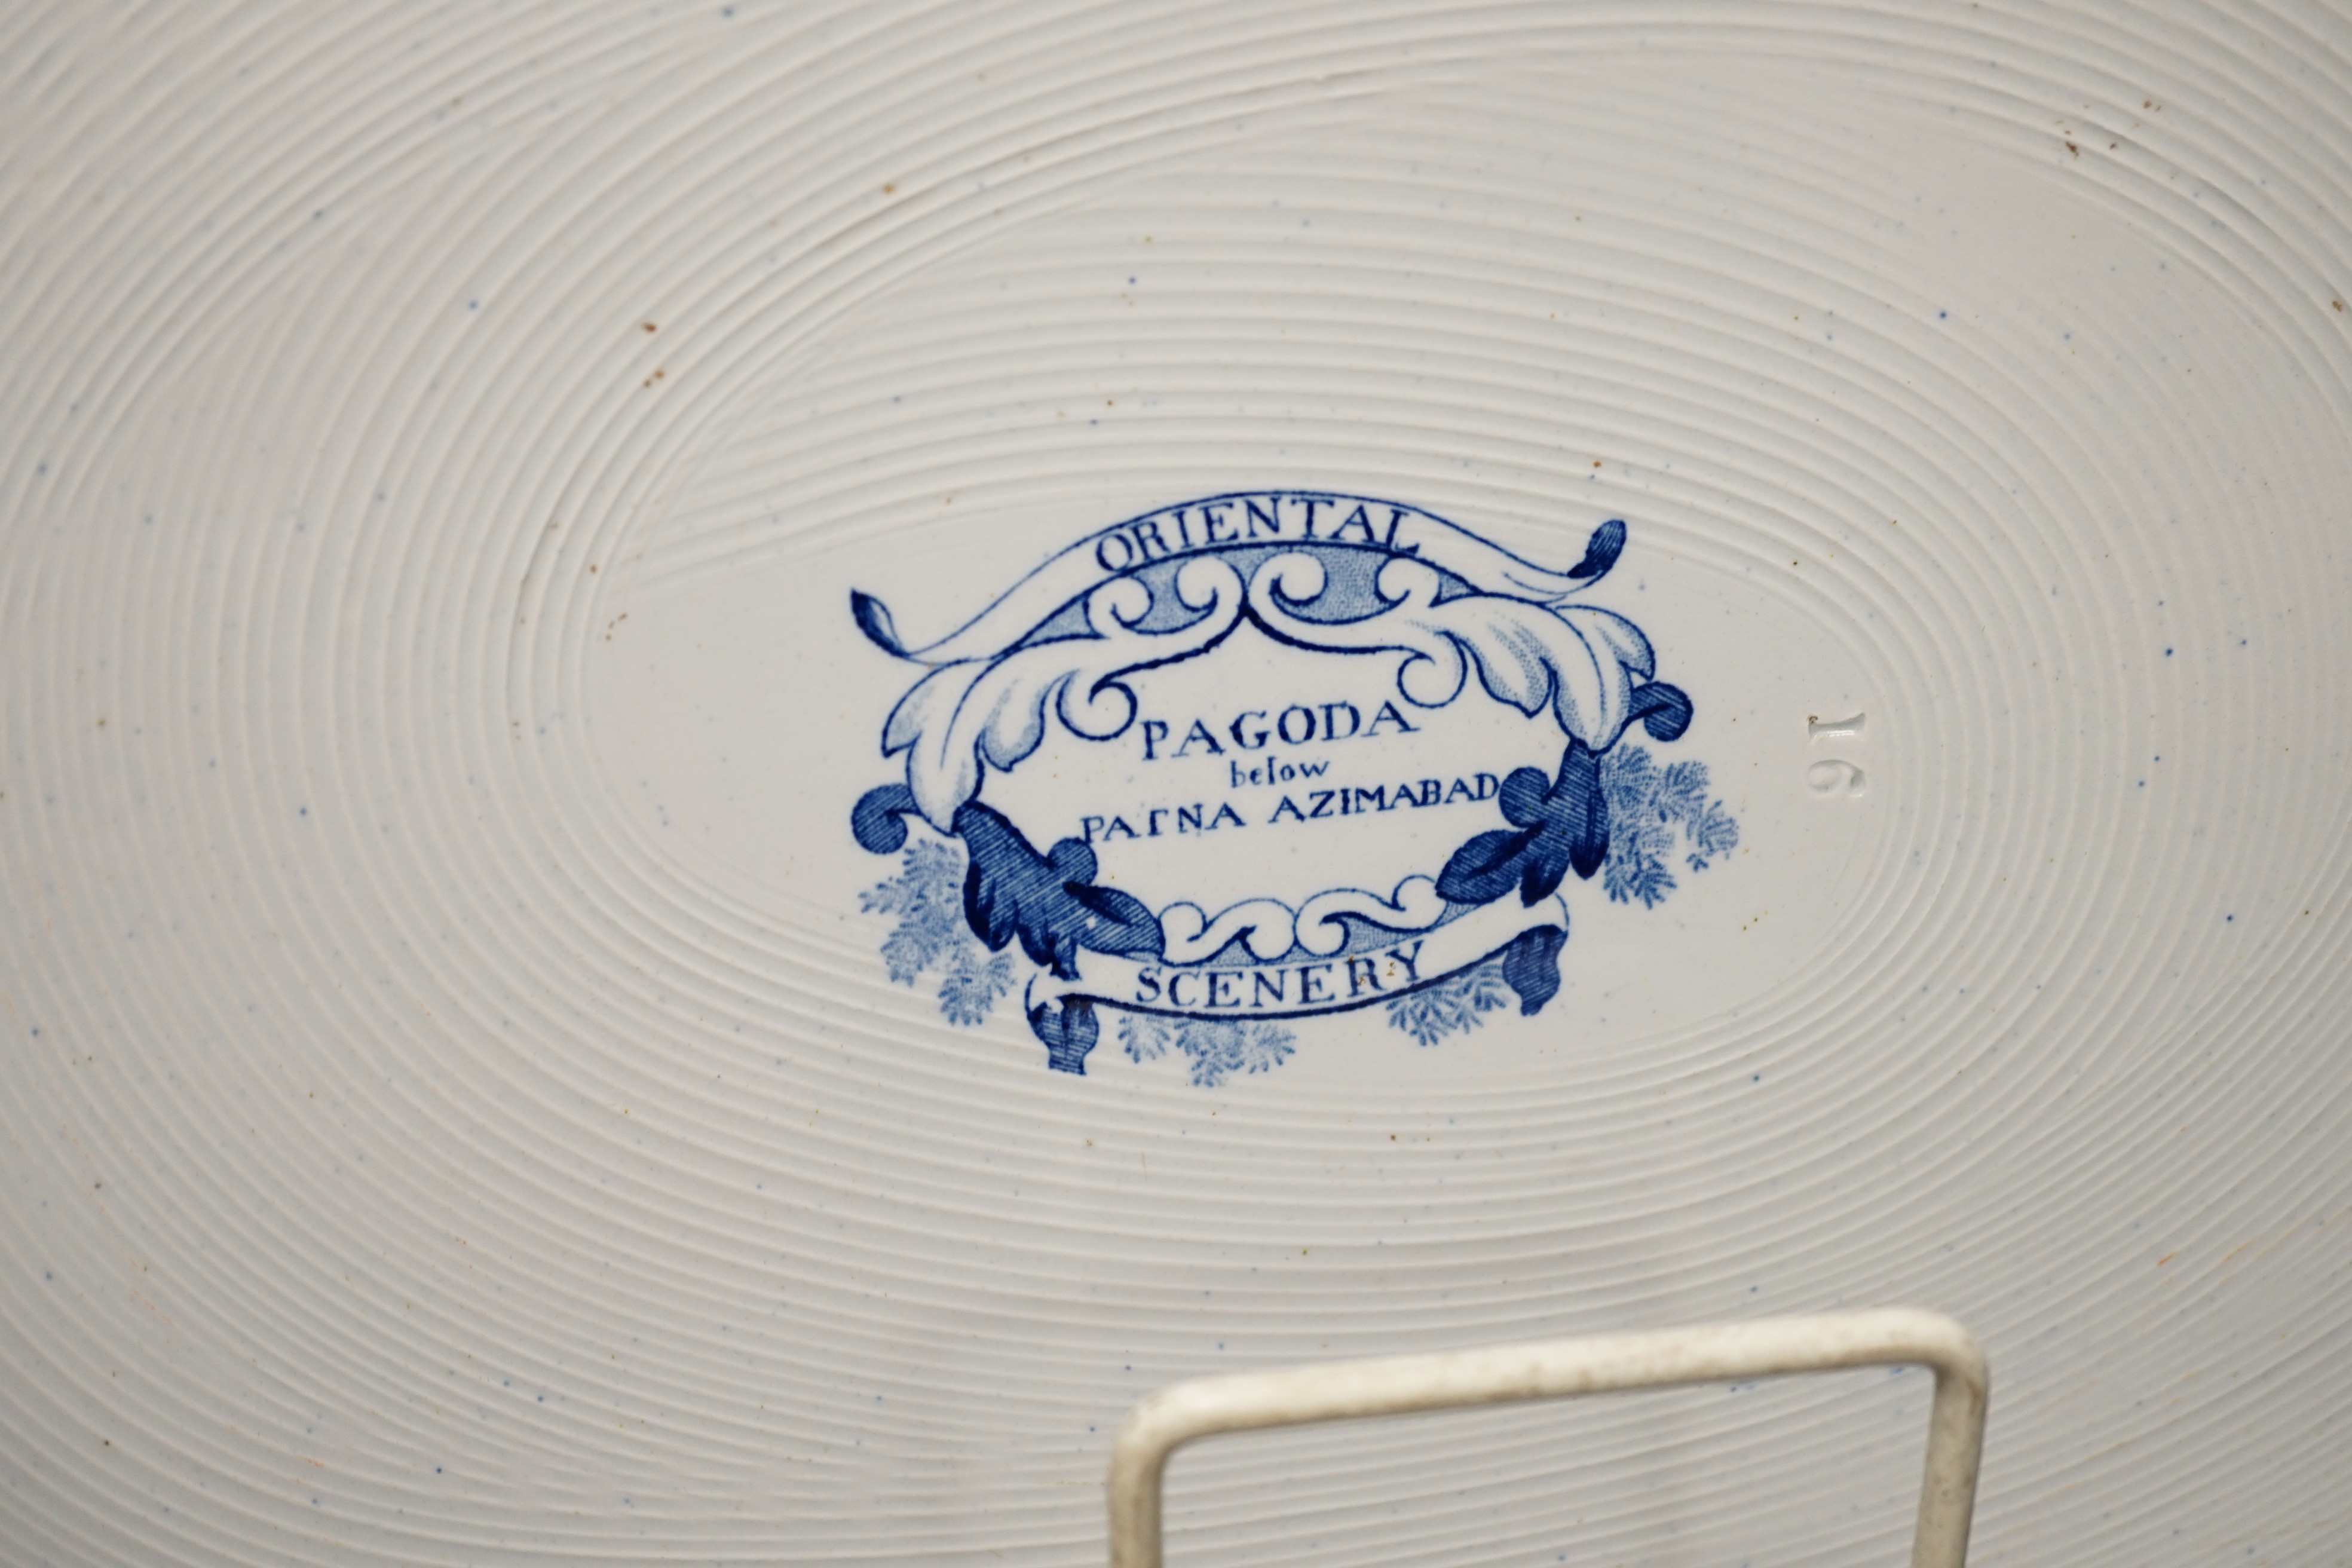 ORIENTAL
PAGODA
below
PATNA AZIMABAD
SCENERY
16